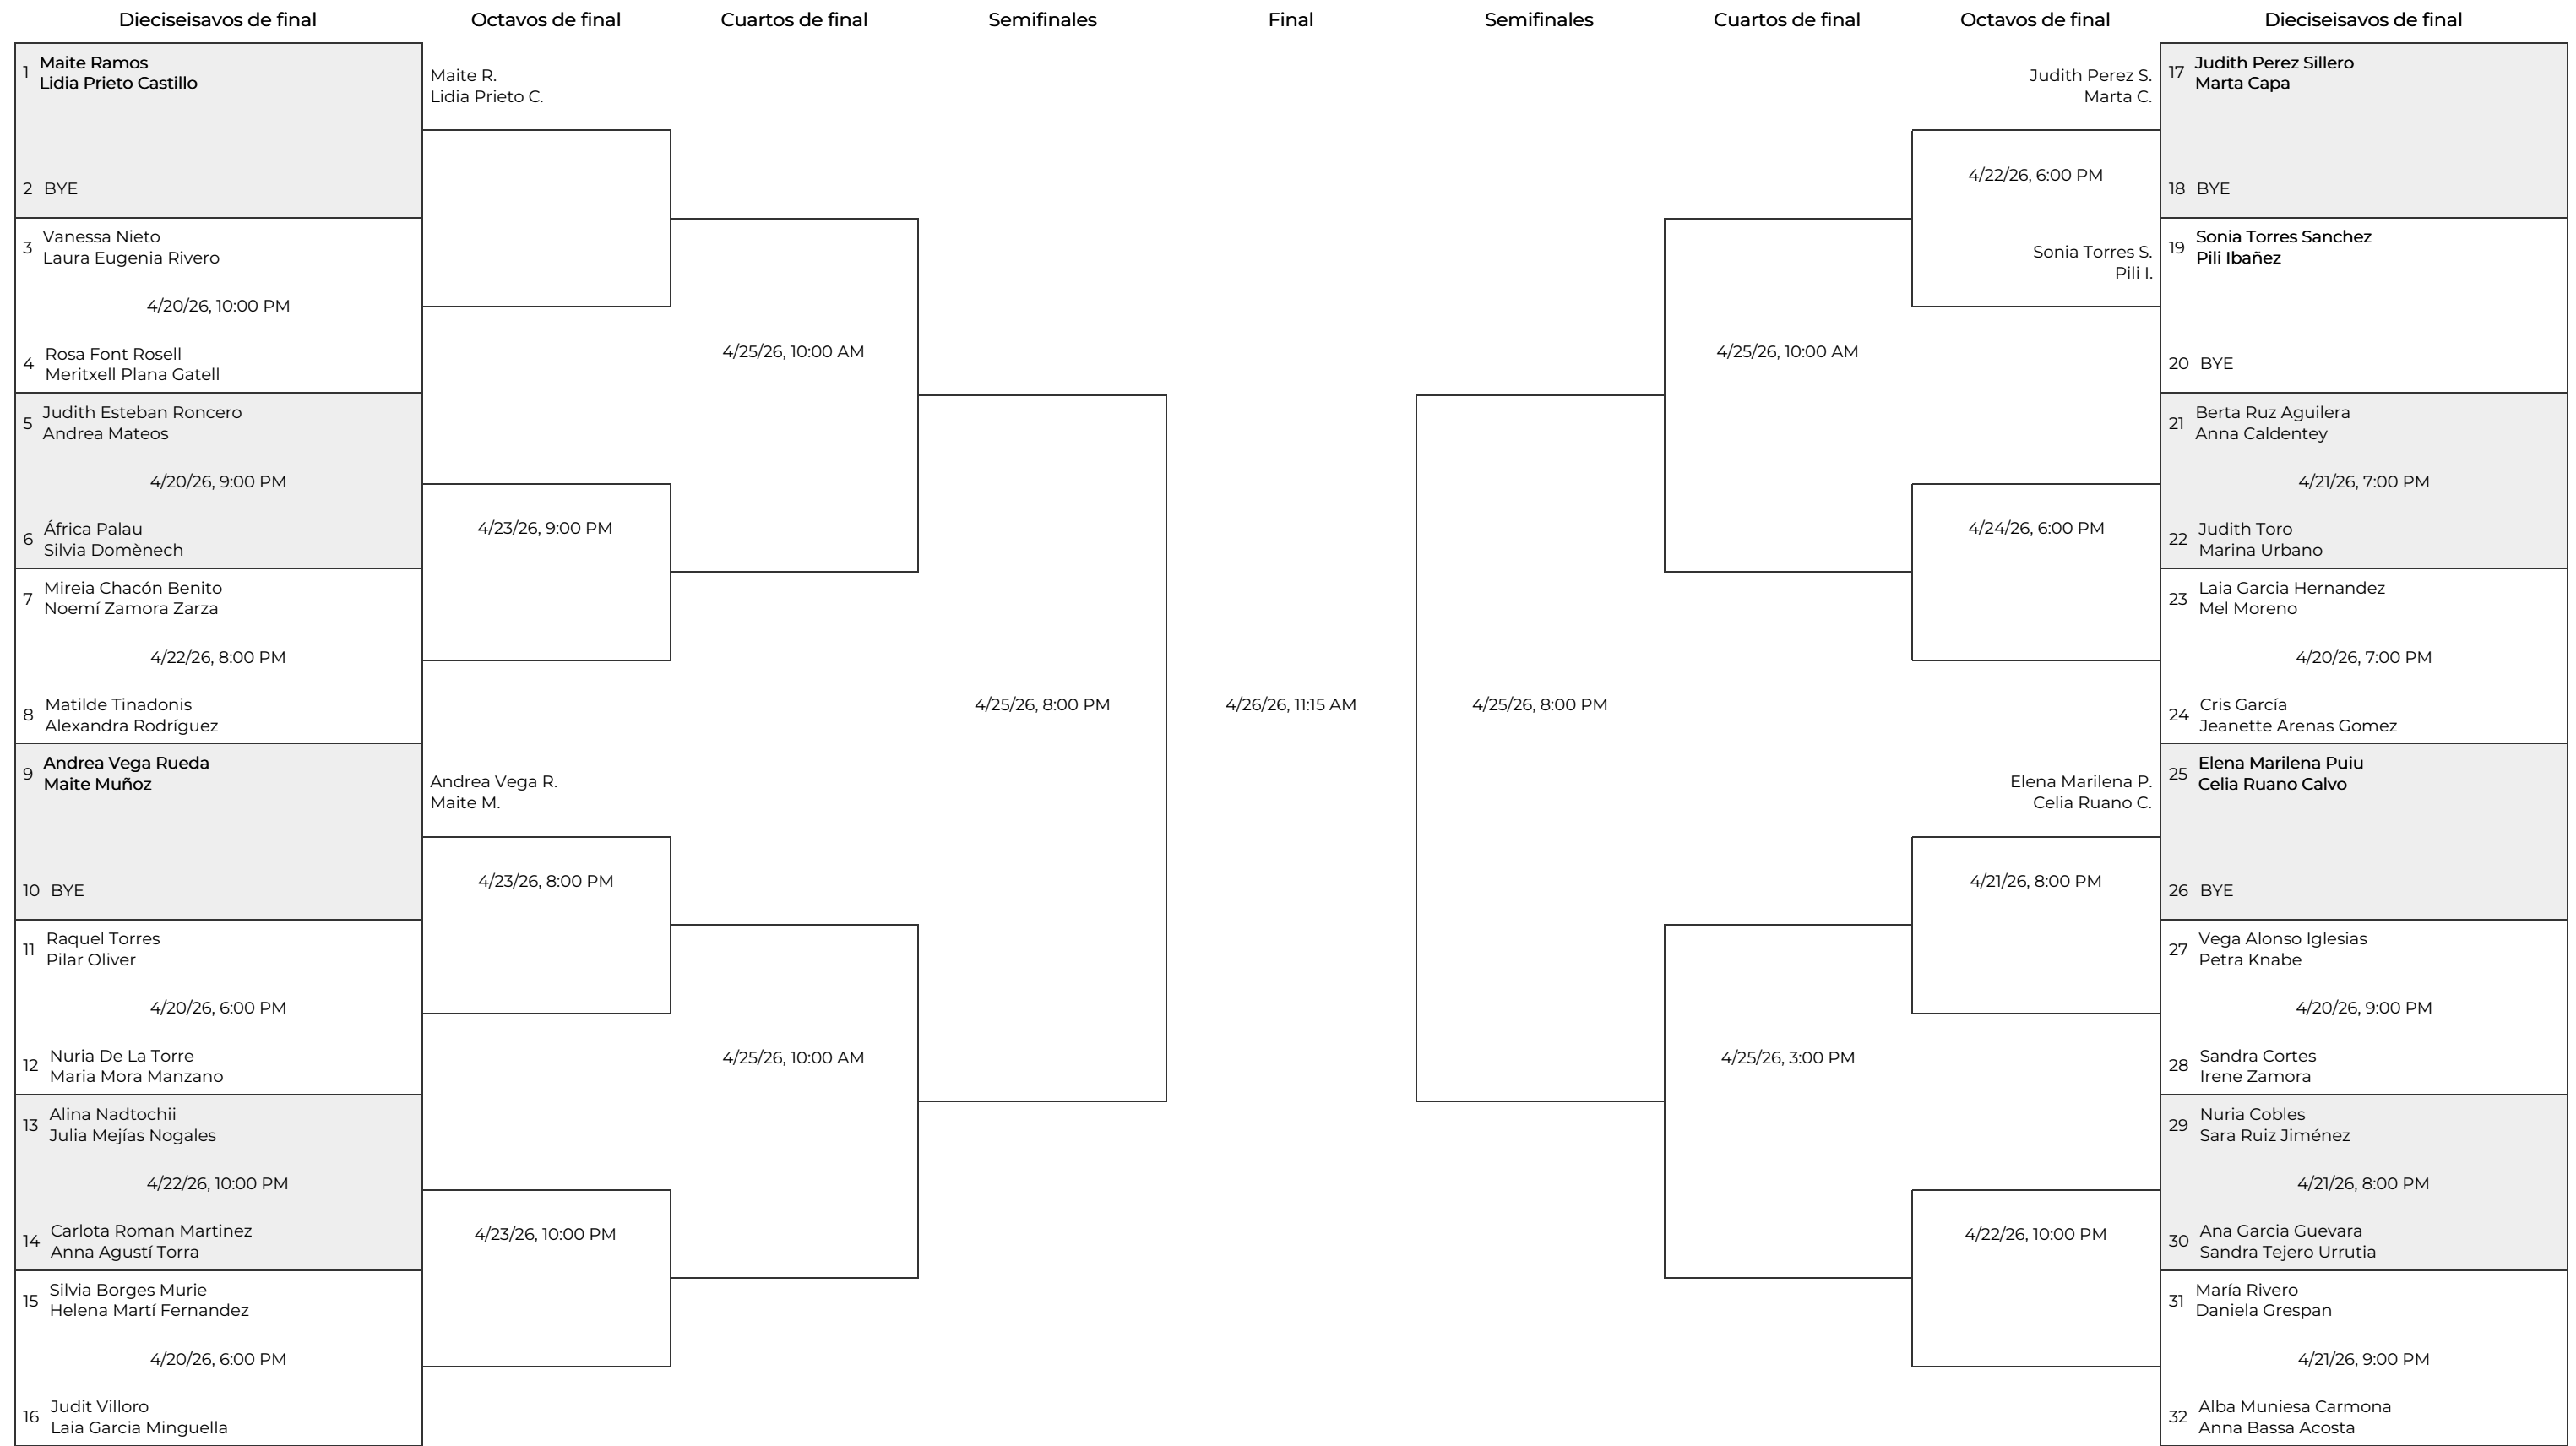 Dieciseisavos de final
Octavos de final
Cuartos de final
Semifinales
Final
Semifinales
Cuartos de final
Octavos de final
Dieciseisavos de final
1
Maite Ramos
Lidia Prieto Castillo
2 BYE
3
Vanessa Nieto
Laura Eugenia Rivero
4/20/26, 10:00 PM
4
Rosa Font Rosell
Meritxell Plana Gatell
5
Judith Esteban Roncero
Andrea Mateos
4/20/26, 9:00 PM
6
África Palau
Silvia Domènech
7
Mireia Chacón Benito
Noemí Zamora Zarza
4/22/26, 8:00 PM
8
Matilde Tinadonis
Alexandra Rodríguez
9
Andrea Vega Rueda
Maite Muñoz
10 BYE
11
Raquel Torres
Pilar Oliver
4/20/26, 6:00 PM
12
Nuria De La Torre
Maria Mora Manzano
13
Alina Nadtochii
Julia Mejías Nogales
4/22/26, 10:00 PM
14
Carlota Roman Martinez
Anna Agustí Torra
15
Silvia Borges Murie
Helena Martí Fernandez
4/20/26, 6:00 PM
16
Judit Villoro
Laia Garcia Minguella
Maite R.
Lidia Prieto C.
4/23/26, 9:00 PM
Andrea Vega R.
Maite M.
4/23/26, 8:00 PM
4/23/26, 10:00 PM
4/25/26, 10:00 AM
4/25/26, 10:00 AM
4/25/26, 8:00 PM
4/26/26, 11:15 AM
4/25/26, 8:00 PM
4/25/26, 10:00 AM
4/25/26, 3:00 PM
Judith Perez S.
Marta C.
4/22/26, 6:00 PM
Sonia Torres S.
Pili I.
4/24/26, 6:00 PM
Elena Marilena P.
Celia Ruano C.
4/21/26, 8:00 PM
4/22/26, 10:00 PM
17
Judith Perez Sillero
Marta Capa
18 BYE
19
Sonia Torres Sanchez
Pili Ibañez
20 BYE
21
Berta Ruz Aguilera
Anna Caldentey
4/21/26, 7:00 PM
22
Judith Toro
Marina Urbano
23
Laia Garcia Hernandez
Mel Moreno
4/20/26, 7:00 PM
24
Cris García
Jeanette Arenas Gomez
25
Elena Marilena Puiu
Celia Ruano Calvo
26 BYE
27
Vega Alonso Iglesias
Petra Knabe
4/20/26, 9:00 PM
28
Sandra Cortes
Irene Zamora
29
Nuria Cobles
Sara Ruiz Jiménez
4/21/26, 8:00 PM
30
Ana Garcia Guevara
Sandra Tejero Urrutia
31
María Rivero
Daniela Grespan
4/21/26, 9:00 PM
32
Alba Muniesa Carmona
Anna Bassa Acosta